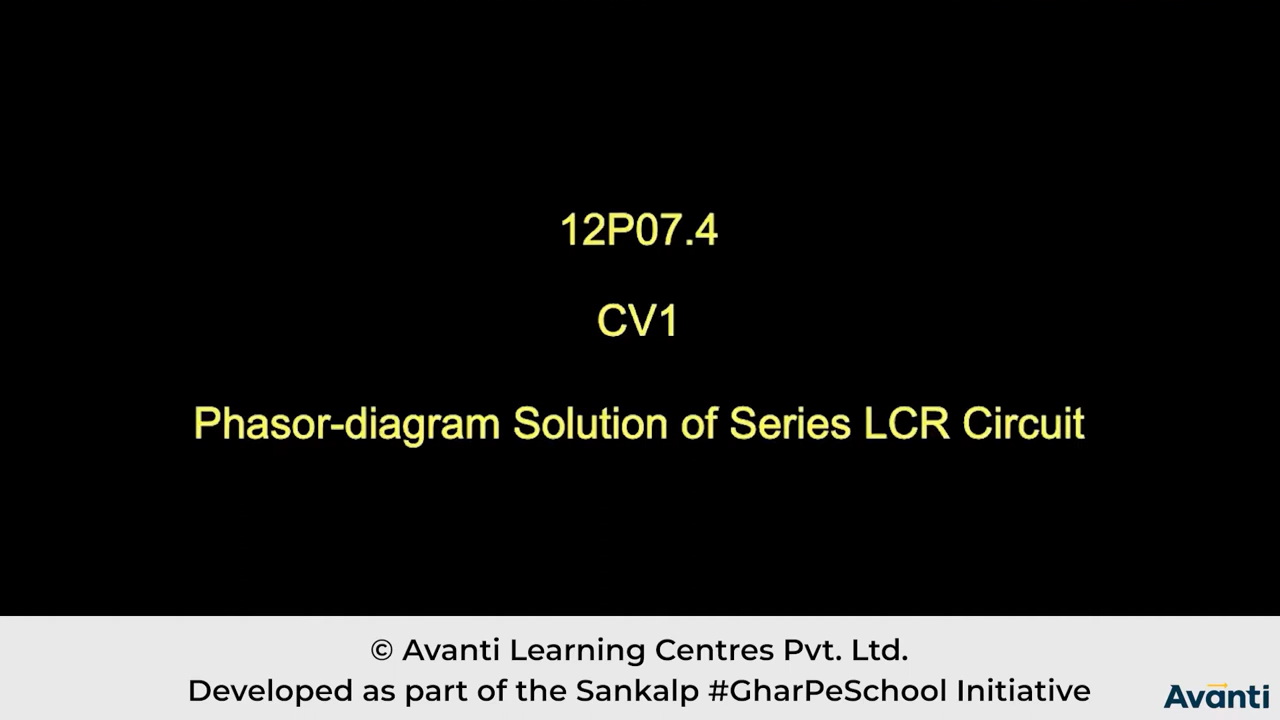 12P07.4
CV1
Phasor-diagram Solution of Series LCR Circuit
© Avanti Learning Centres Pvt. Ltd.
Developed as part of the Sankalp #GharPeSchool Initiative
Avanti